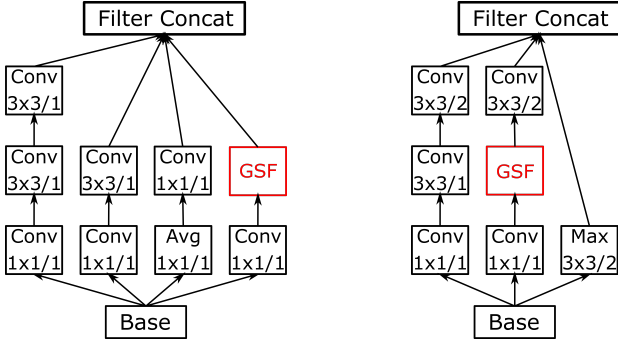 Filter Concat
Conv
3x3/1
Conv
3x3/1
Conv
3x3/1
Conv
1x1/1
GSF
Conv
1x1/1
Conv
1x1/1
Avg
1x1/1
Conv
1x1/1
Base
Filter Concat
Conv
3x3/2
Conv
3x3/2
Conv
3x3/1
GSF
Conv
1x1/1
Conv
1x1/1
Max
3x3/2
Base